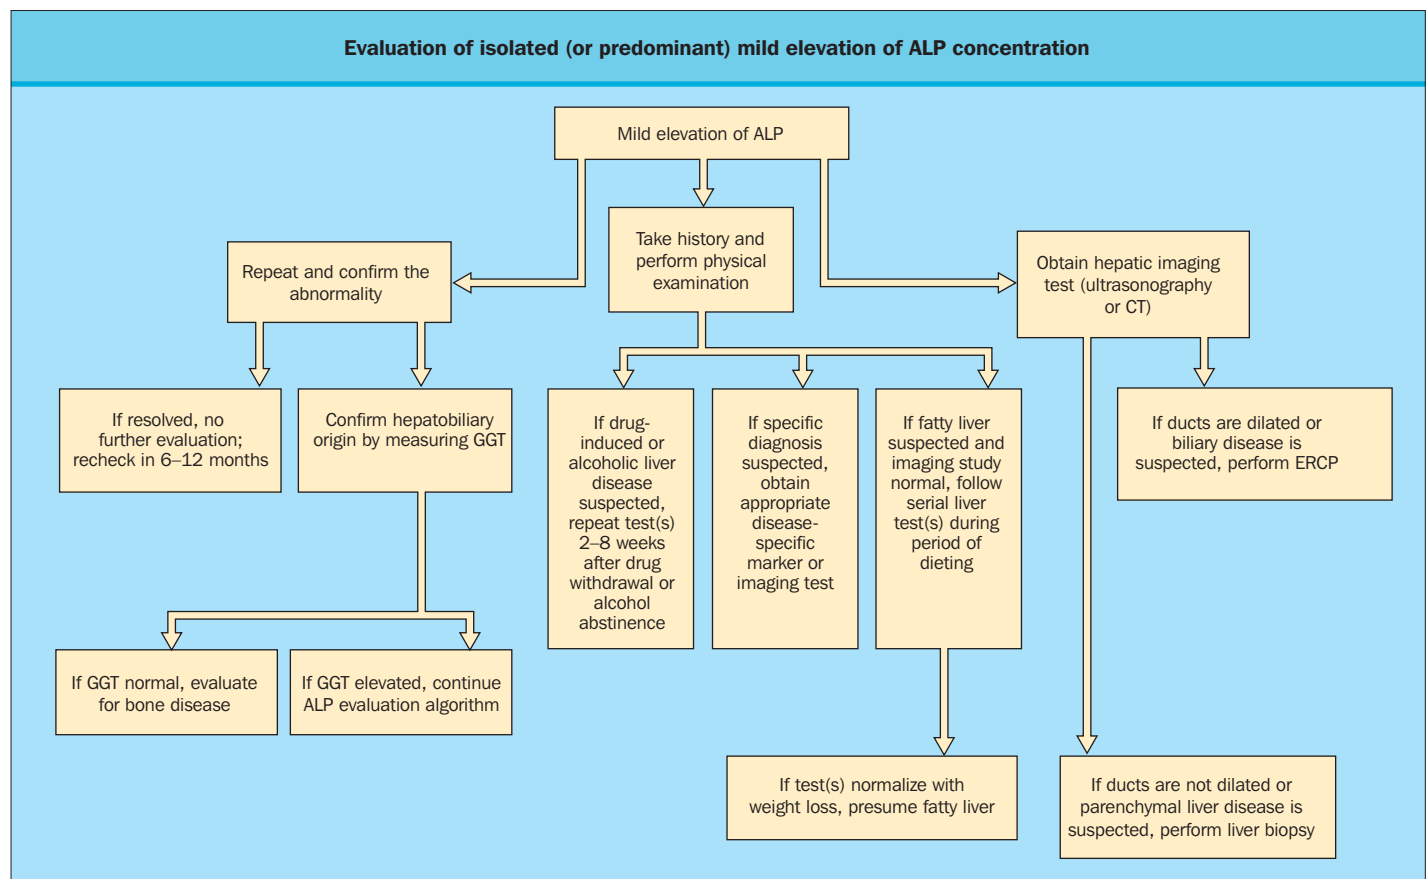 Evaluation of isolated (or predominant) mild elevation of ALP concentration
Mild elevation of ALP
Repeat and confirm the
abnormality
Take history and
perform physical
examination
Obtain hepatic imaging
test (ultrasonography
or CT)
If resolved, no
further evaluation;
recheck in 6–12 months
Confirm hepatobiliary
origin by measuring GGT
If drug-
induced or
alcoholic liver
disease
suspected,
repeat test(s)
2–8 weeks
after drug
withdrawal or
alcohol
abstinence
If specific
diagnosis
suspected,
obtain
appropriate
disease-
specific
marker or
imaging test
If fatty liver
suspected and
imaging study
normal, follow
serial liver
test(s) during
period of
dieting
If ducts are dilated or
biliary disease is
suspected, perform ERCP
If GGT normal, evaluate
for bone disease
If GGT elevated, continue
ALP evaluation algorithm
If test(s) normalize with
weight loss, presume fatty liver
If ducts are not dilated or
parenchymal liver disease is
suspected, perform liver biopsy